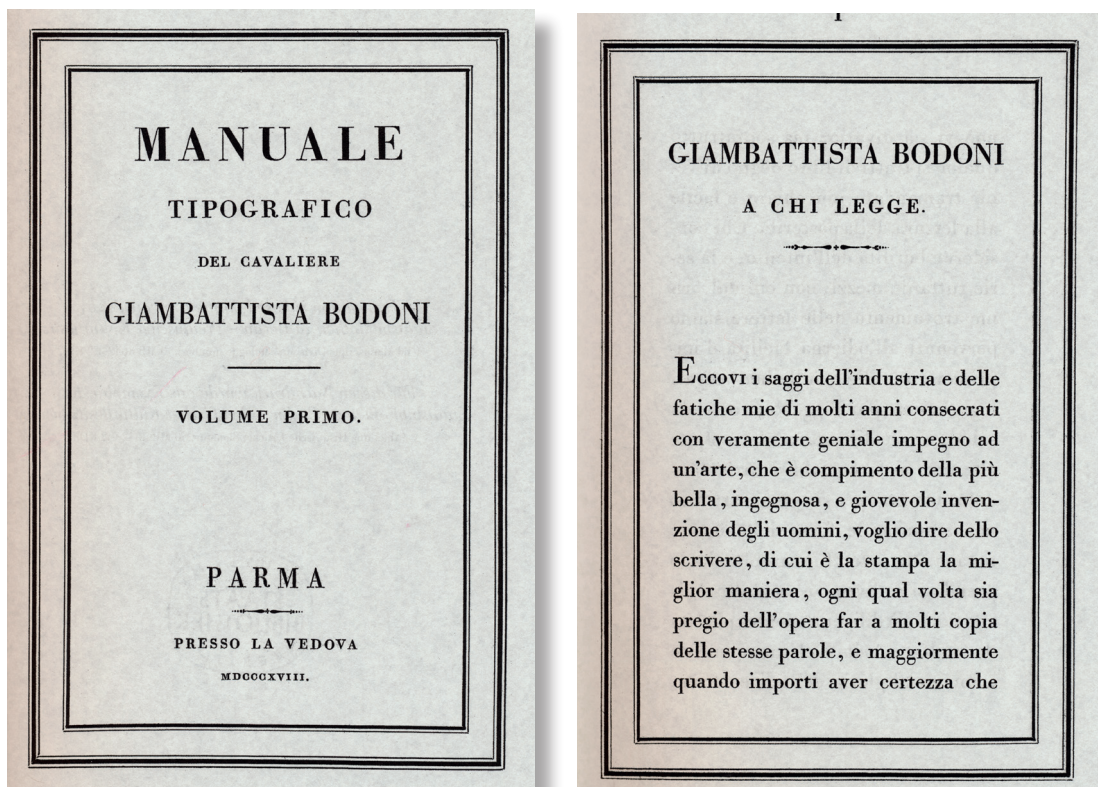 MANUALE
TIPOGRAFICO
DEL CAVALIERE
GIAMBATTISTA BODONI
VOLUME PRIMO.
PARMA
PRESSO LA VEDOVA
MDCCCXVIII.
GIAMBATTISTA BODONI
A CHI LEGGE.
Eccovi i saggi dell'industria e delle
fatiche mie di molti anni consecrati
con veramente geniale impegno ad
un'arte, che è compimento della più
bella, ingegnosa, e giovevole inven-
zione degli uomini, voglio dire dello
scrivere, di cui è la stampa la mi-
glior maniera, ogni qual volta sia
pregio dell'opera far a molti copia
delle stesse parole, e maggiormente
quando importi aver certezza che